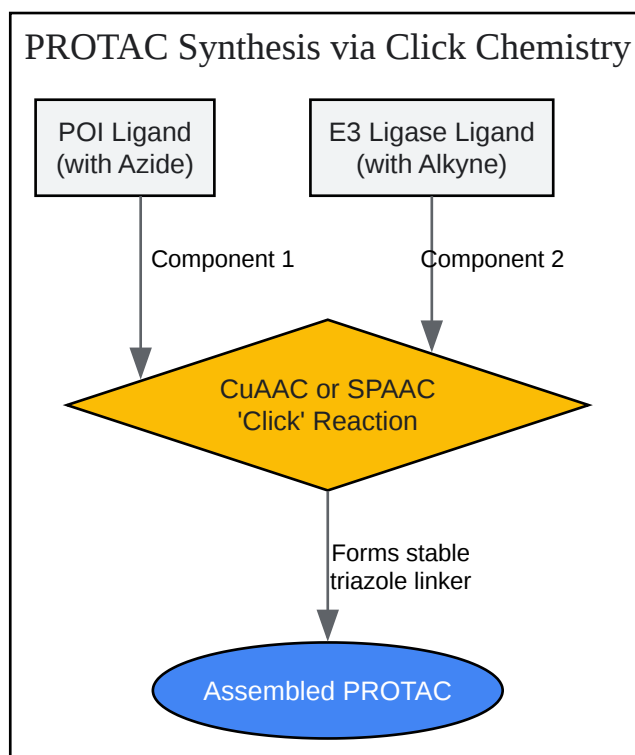 PROTAC Synthesis via Click Chemistry
POI Ligand
(with Azide)
E3 Ligase Ligand
(with Alkyne)
Component 1
Component 2
CuAAC or SPAAC
'Click' Reaction
Forms stable
triazole linker
Assembled PROTAC